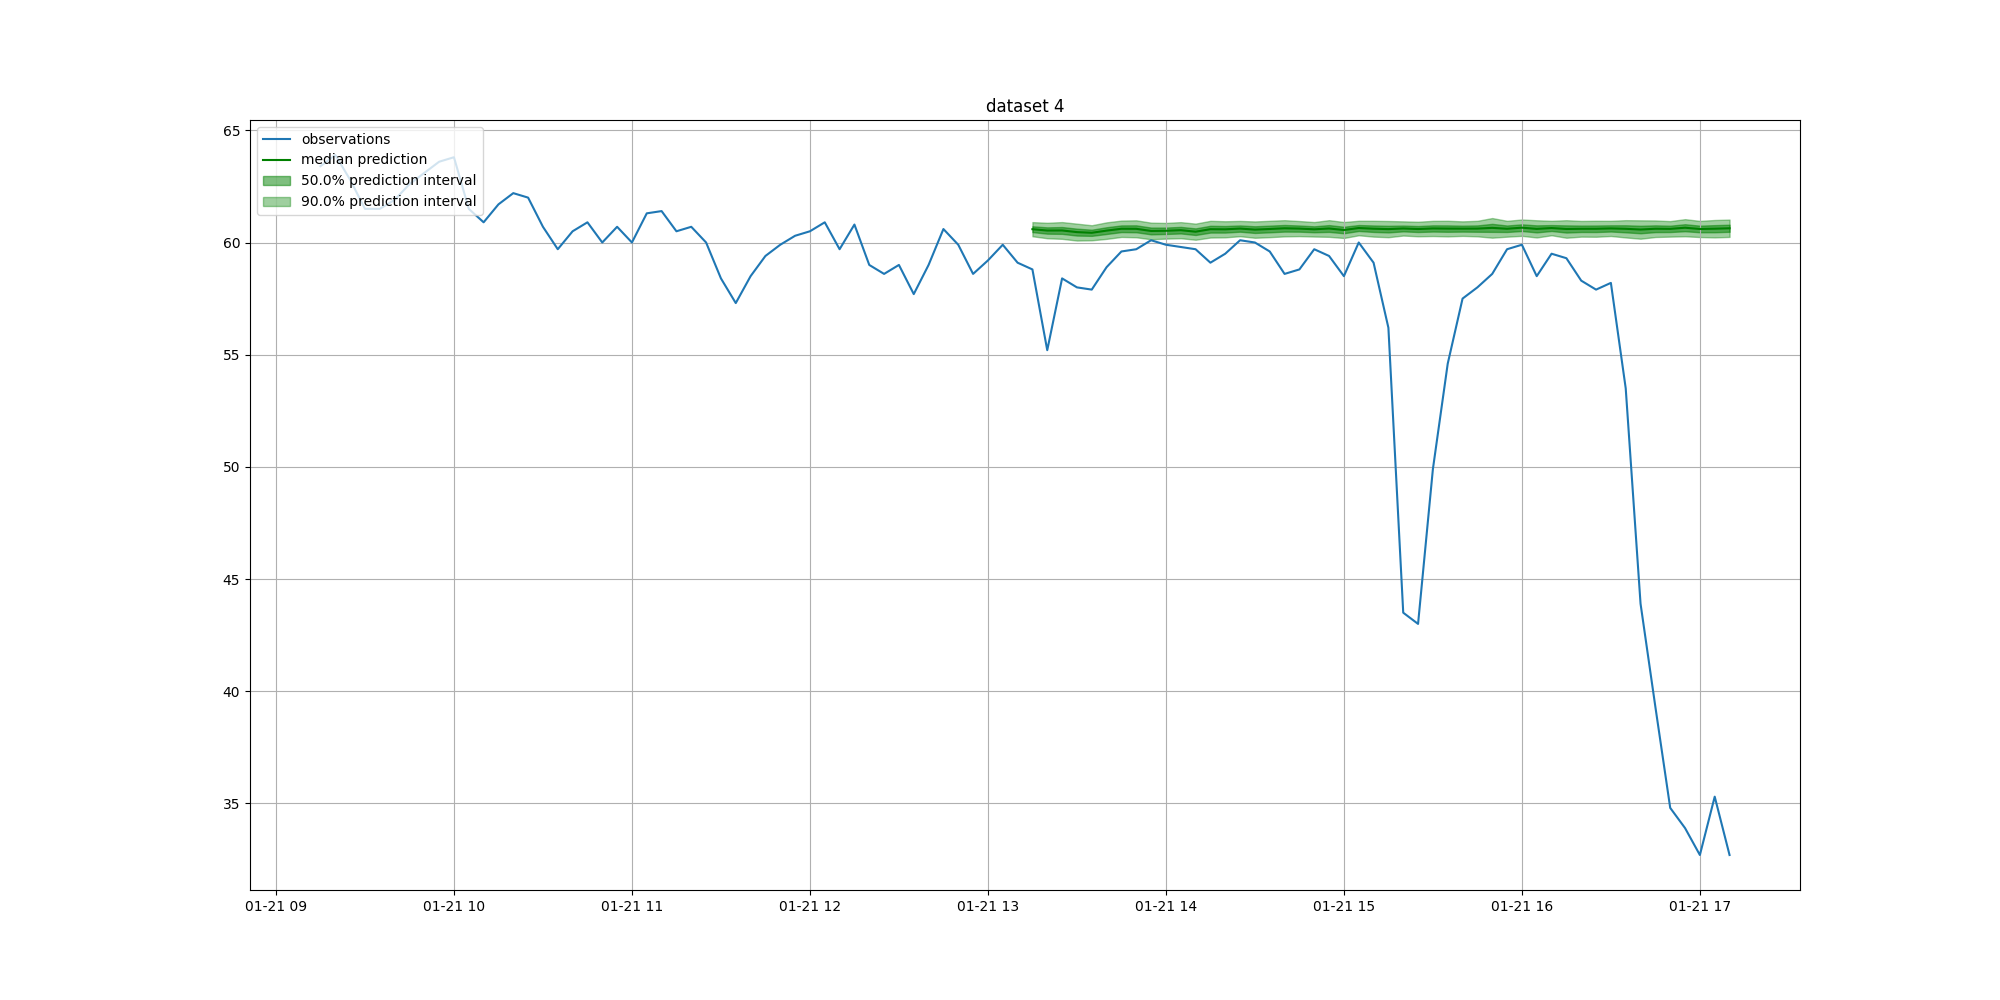 dataset 4
observations
median prediction
50.0% prediction interval
90.0% prediction interval
65
60
55
50
45
40
35
01-21 09 01-21 10 01-21 11 01-21 12 01-21 13 01-21 14 01-21 15 01-21 16 01-21 17